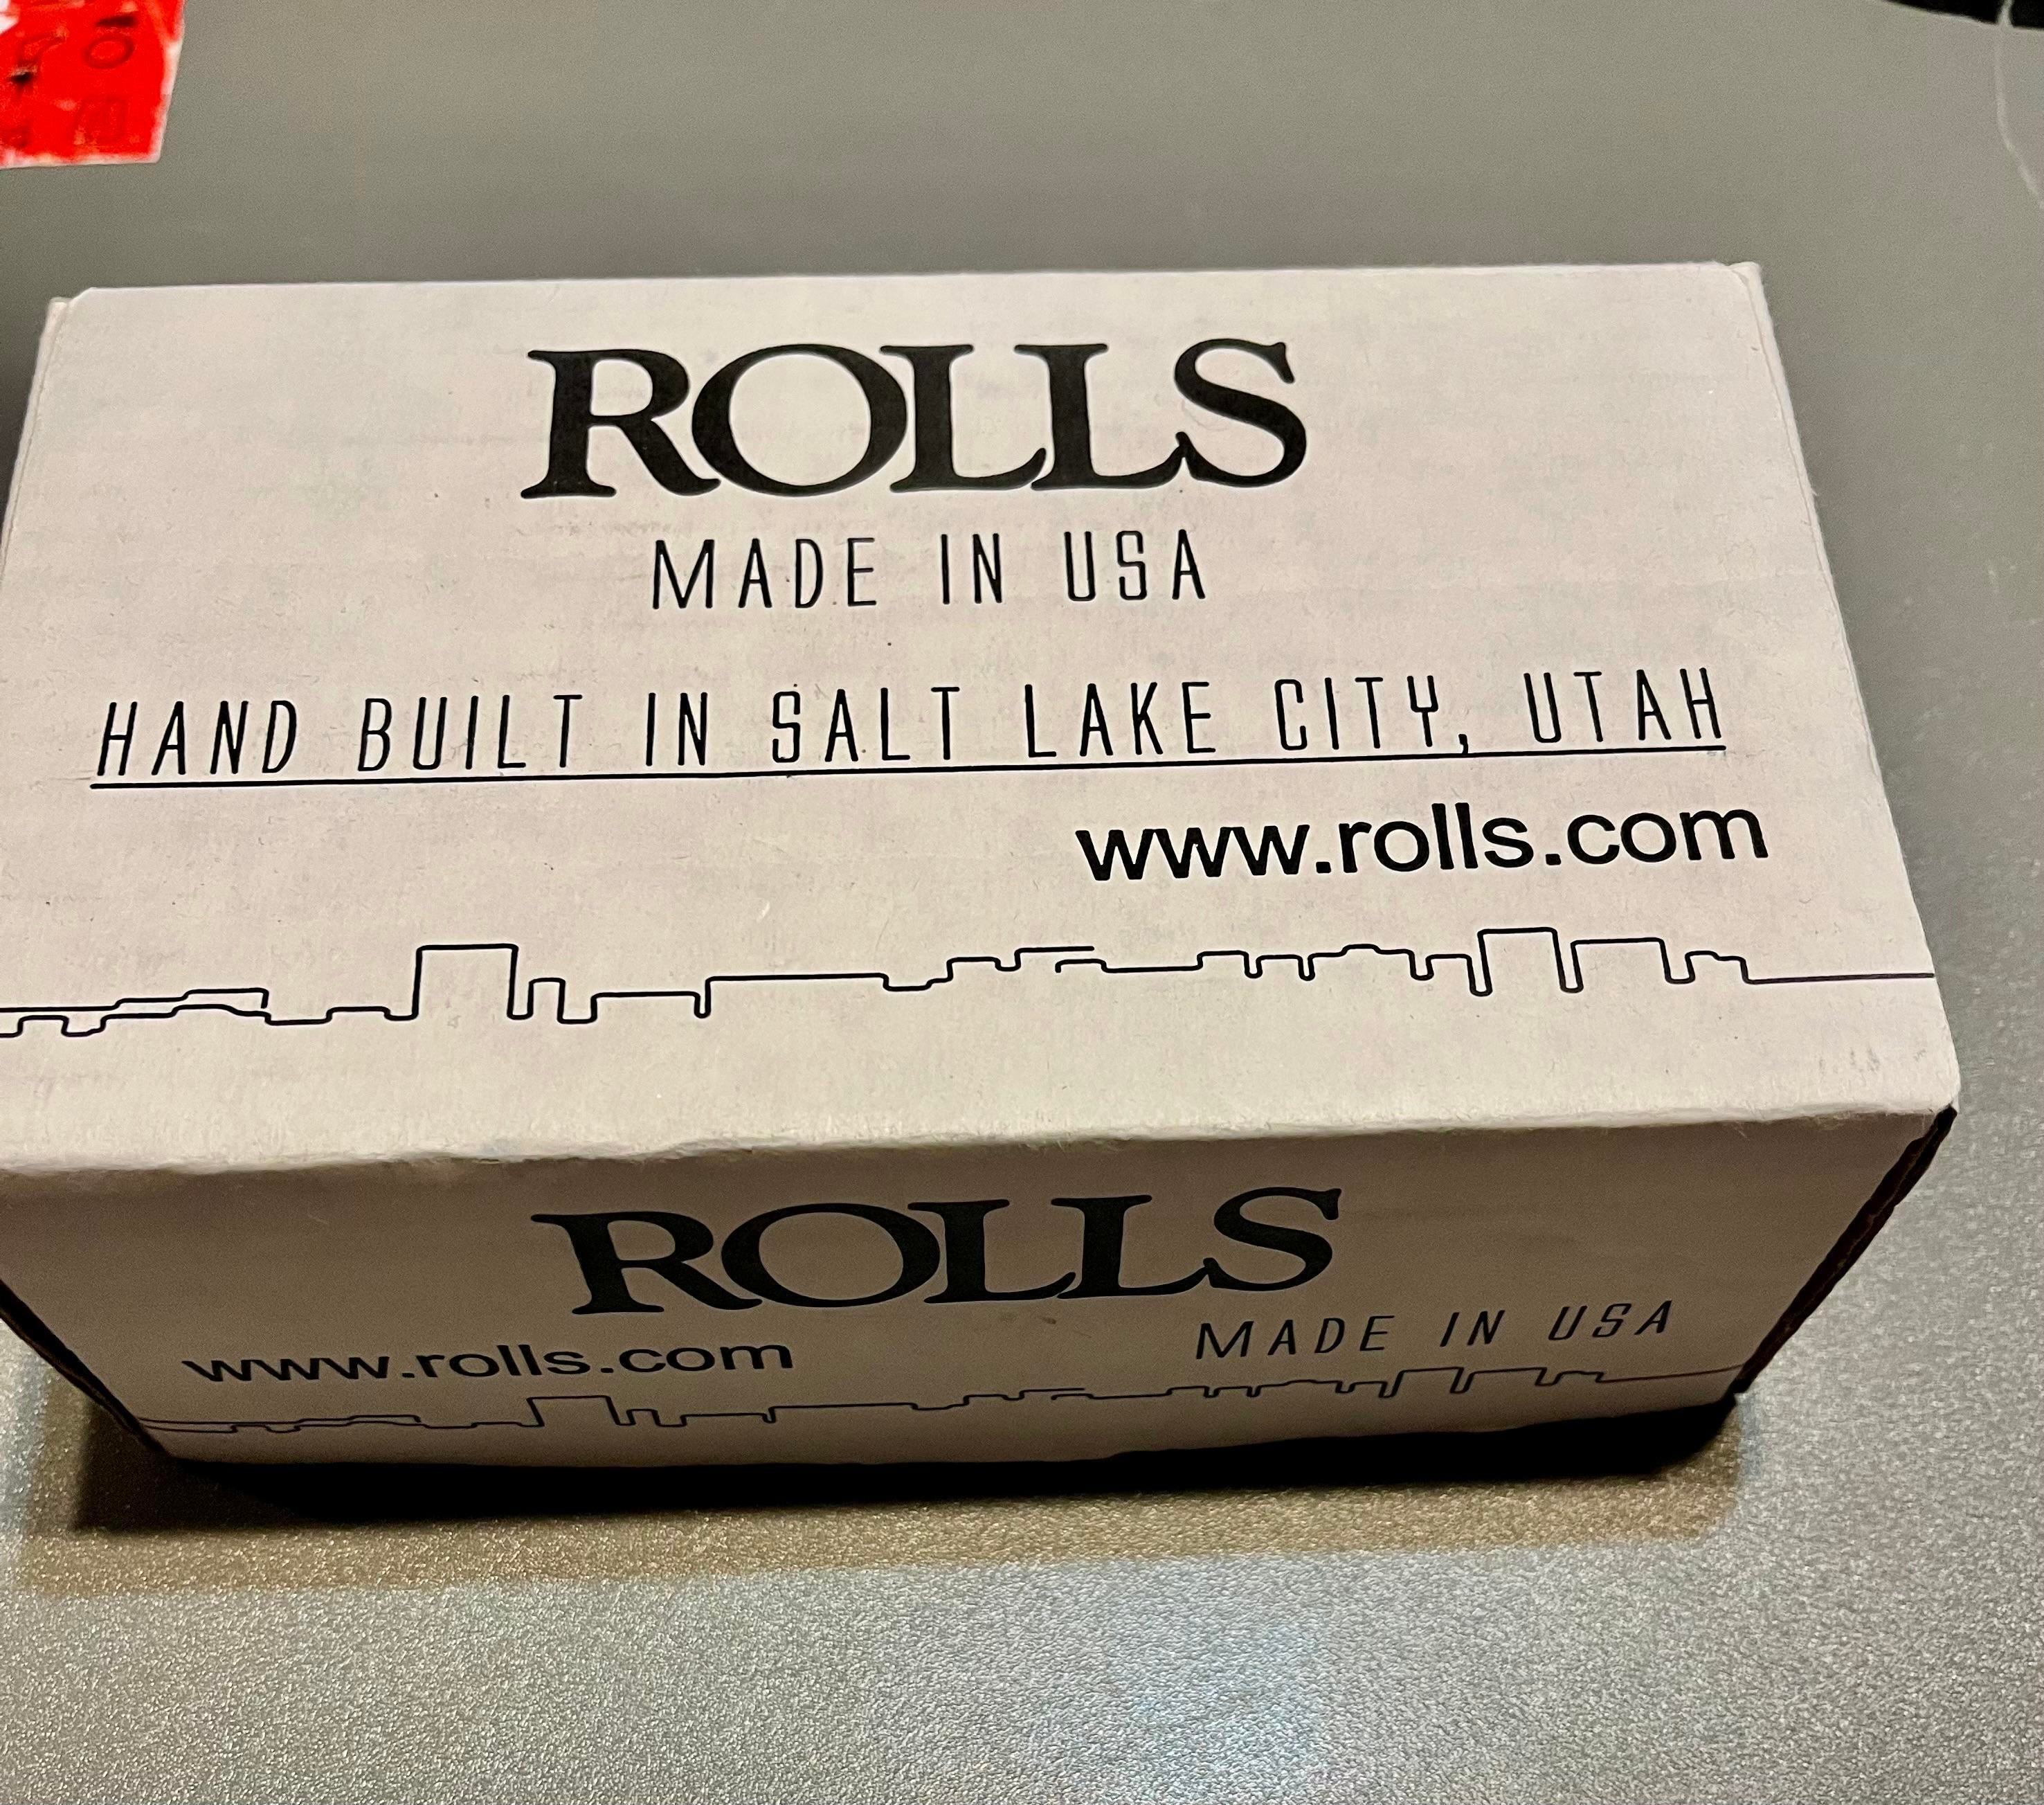 ROLLS
MADE IN USA
HAND BUILT IN SALT LAKE CITY, UTAH
www.rolls.com
ROLLS
www.rolls.com MADE IN USA